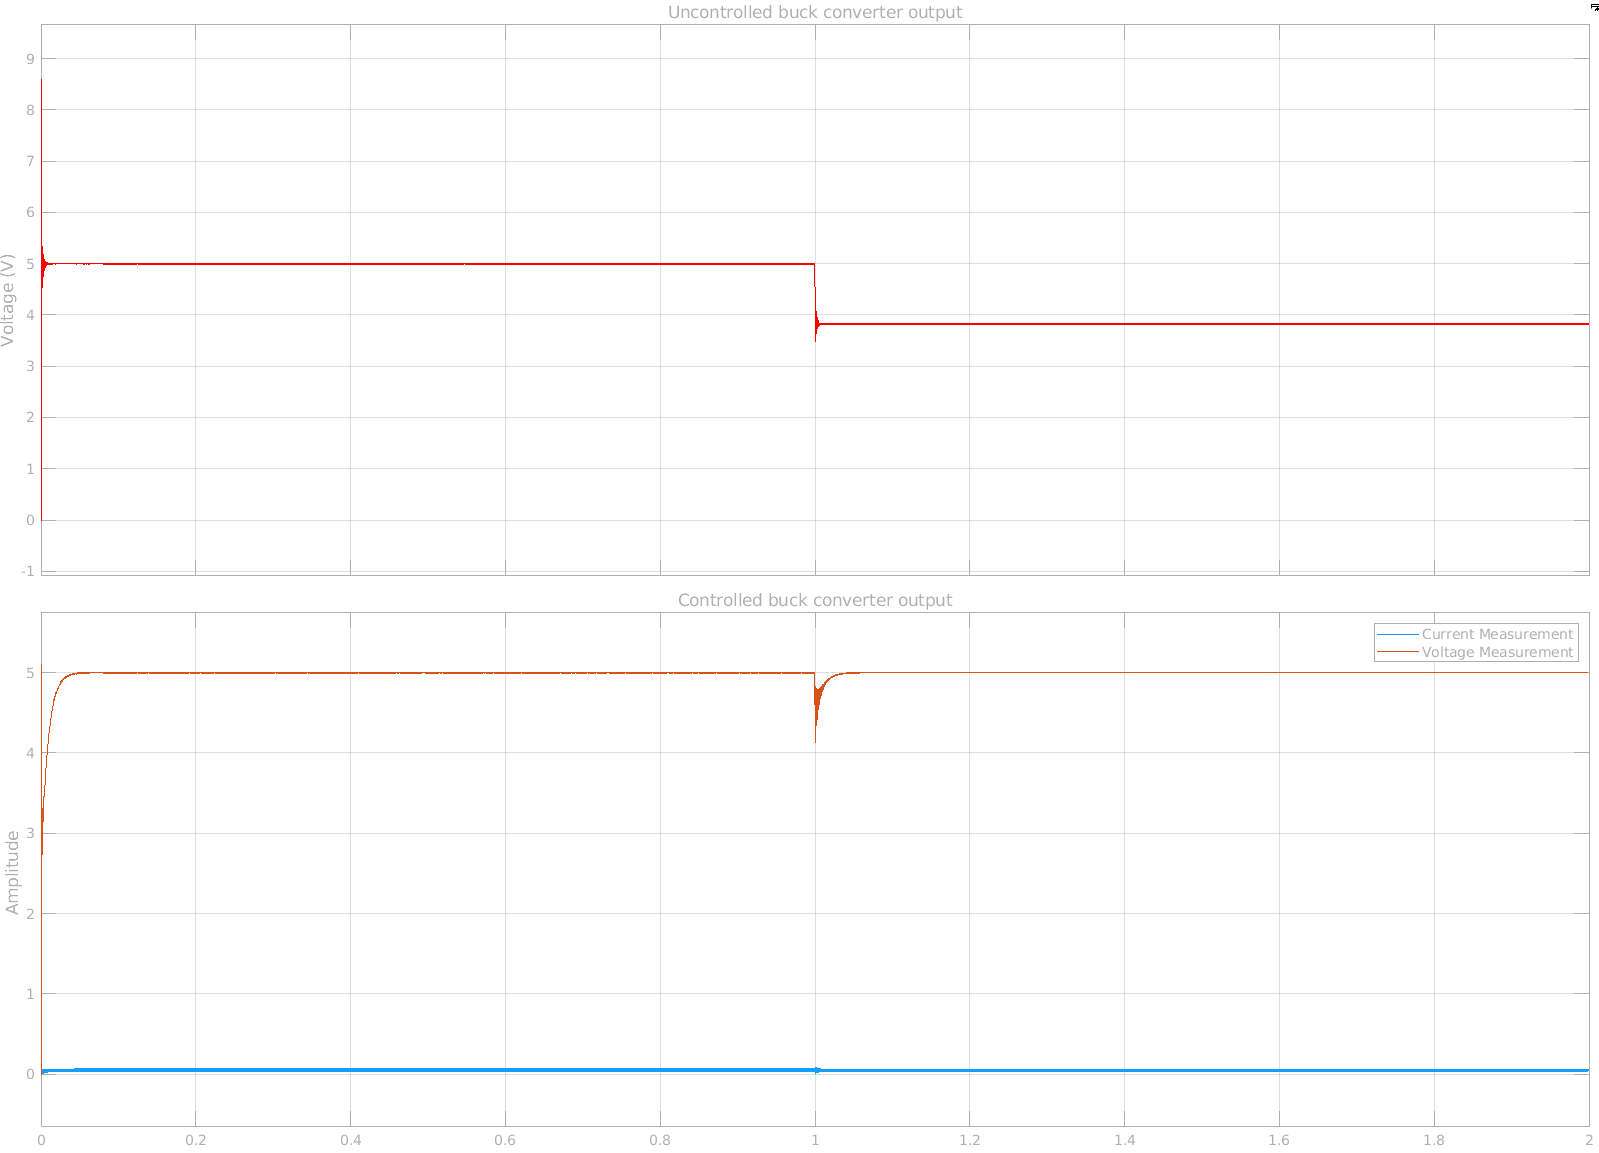 Uncontrolled buck converter output
9
8
7
6
5
4
3
2
1
0
-1
Voltage (V)
Controlled buck converter output
Current Measurement
Voltage Measurement
5
4
3
2
1
0
Amplitude
0 0.2 0.4 0.6 0.8 1 1.2 1.4 1.6 1.8 2